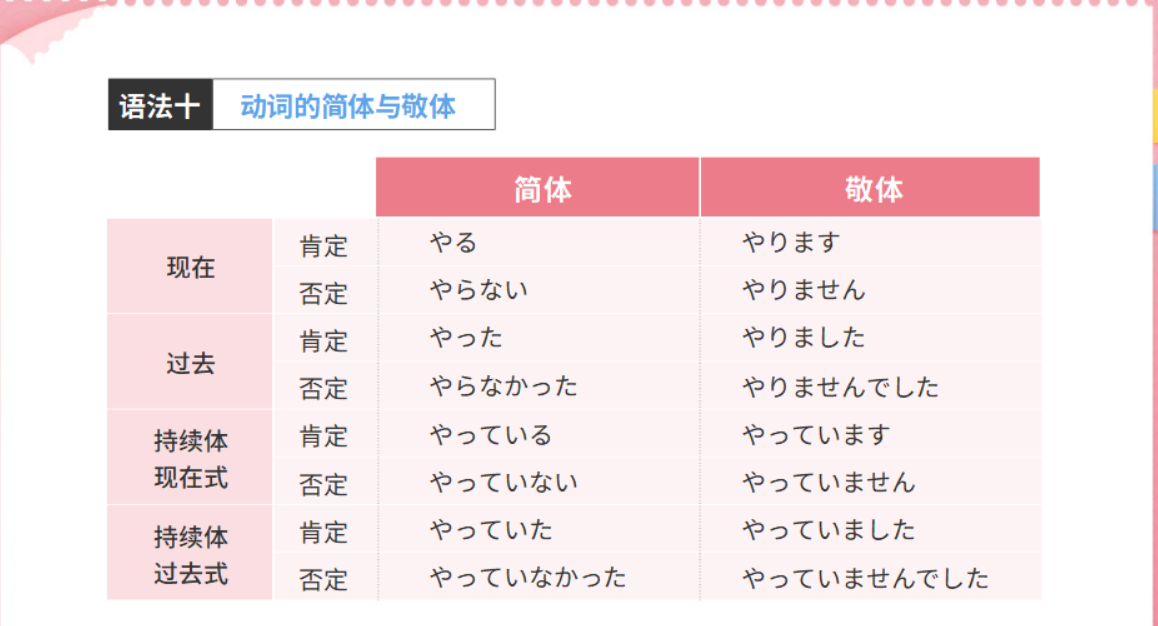 语法十 动词的简体与敬体
简体 敬体
现在
肯定 やる やります
否定 やらない やりません
过去
肯定 やった やりました
否定 やらなかった やりませんでした
持续体
现在式
肯定 やっている やっています
否定 やっていない やっていません
持续体
过去式
肯定 やっていた やっていました
否定 やっていなかった やっていませんでした